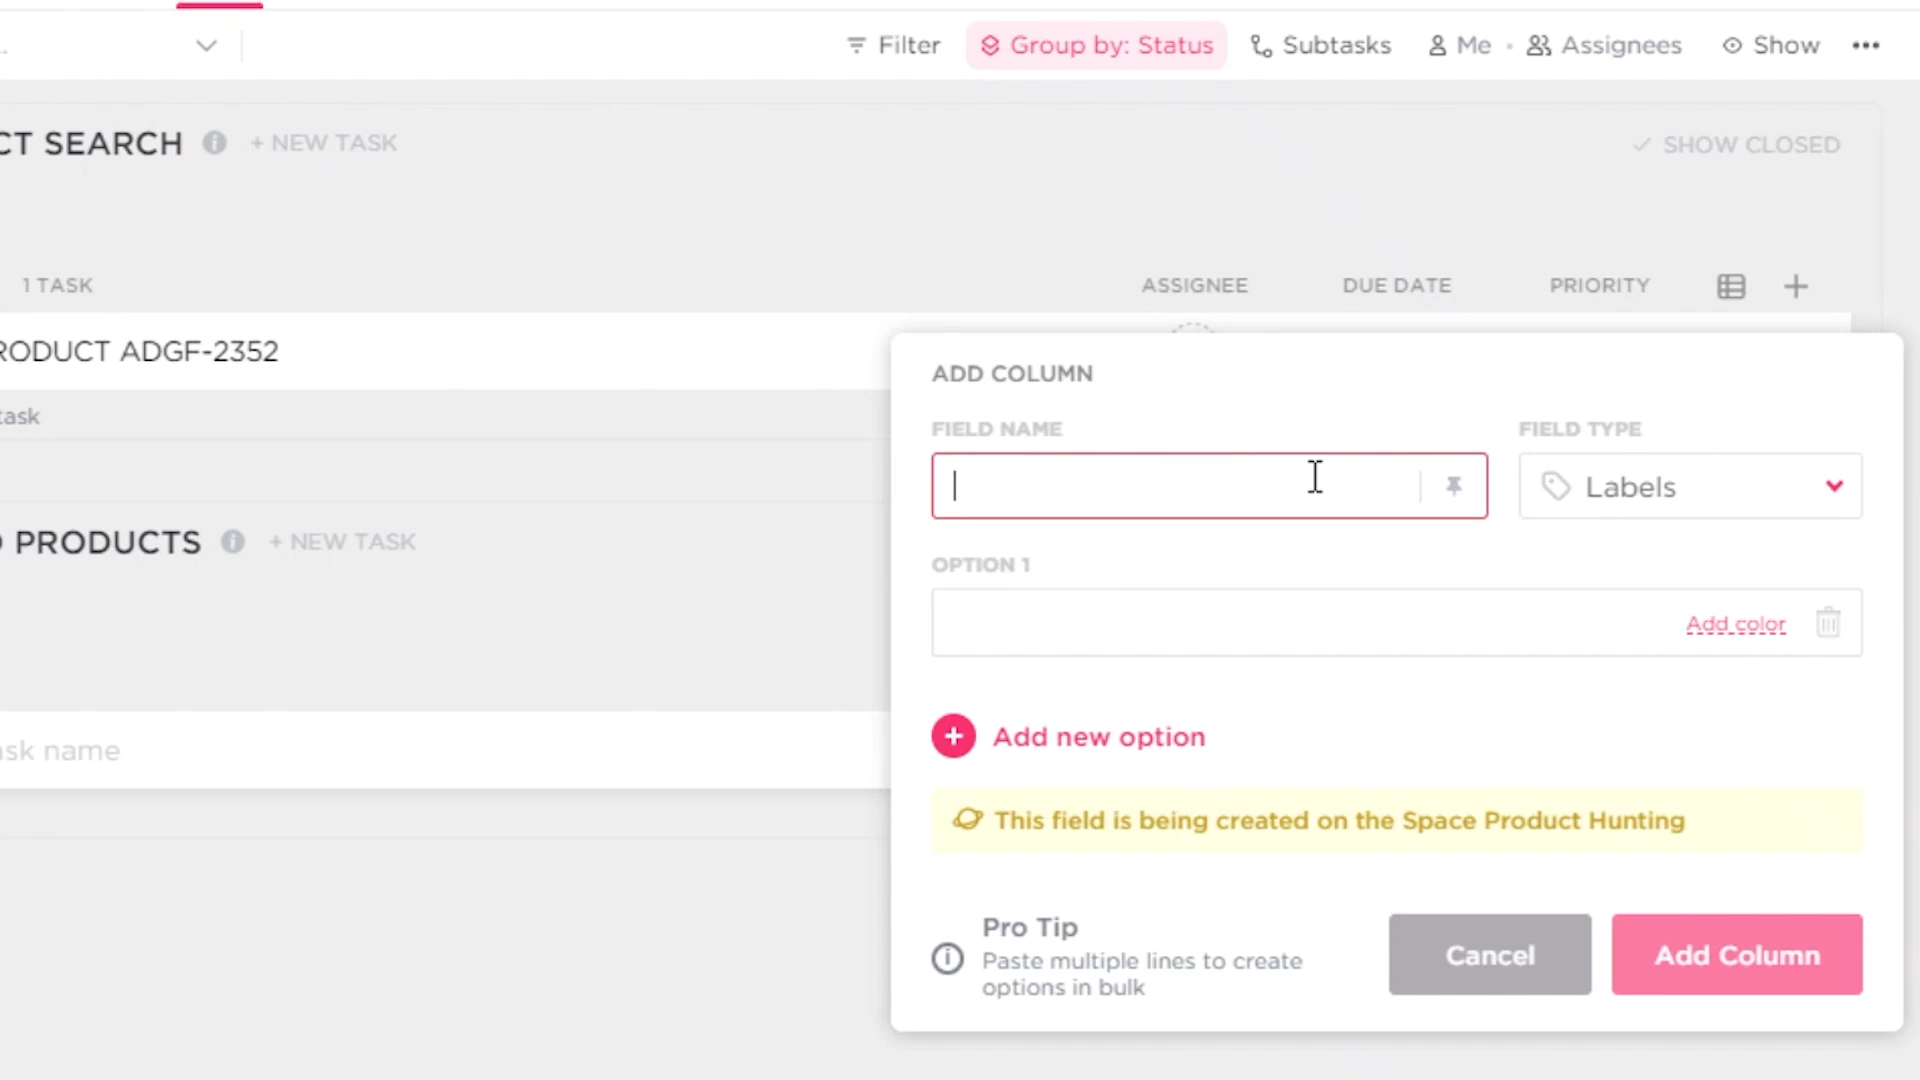 Filter
Group by: Status
Subtasks
Me
Assignees
Show
CT SEARCH
+ NEW TASK
SHOW CLOSED
1 TASK
ASSIGNEE
DUE DATE
PRIORITY
RODUCT ADGF-2352
task
PRODUCTS
+ NEW TASK
ask name
ADD COLUMN
FIELD NAME
FIELD TYPE
Labels
OPTION 1
Add color
Add new option
This field is being created on the Space Product Hunting
Pro Tip
Paste multiple lines to create
options in bulk
Cancel
Add Column